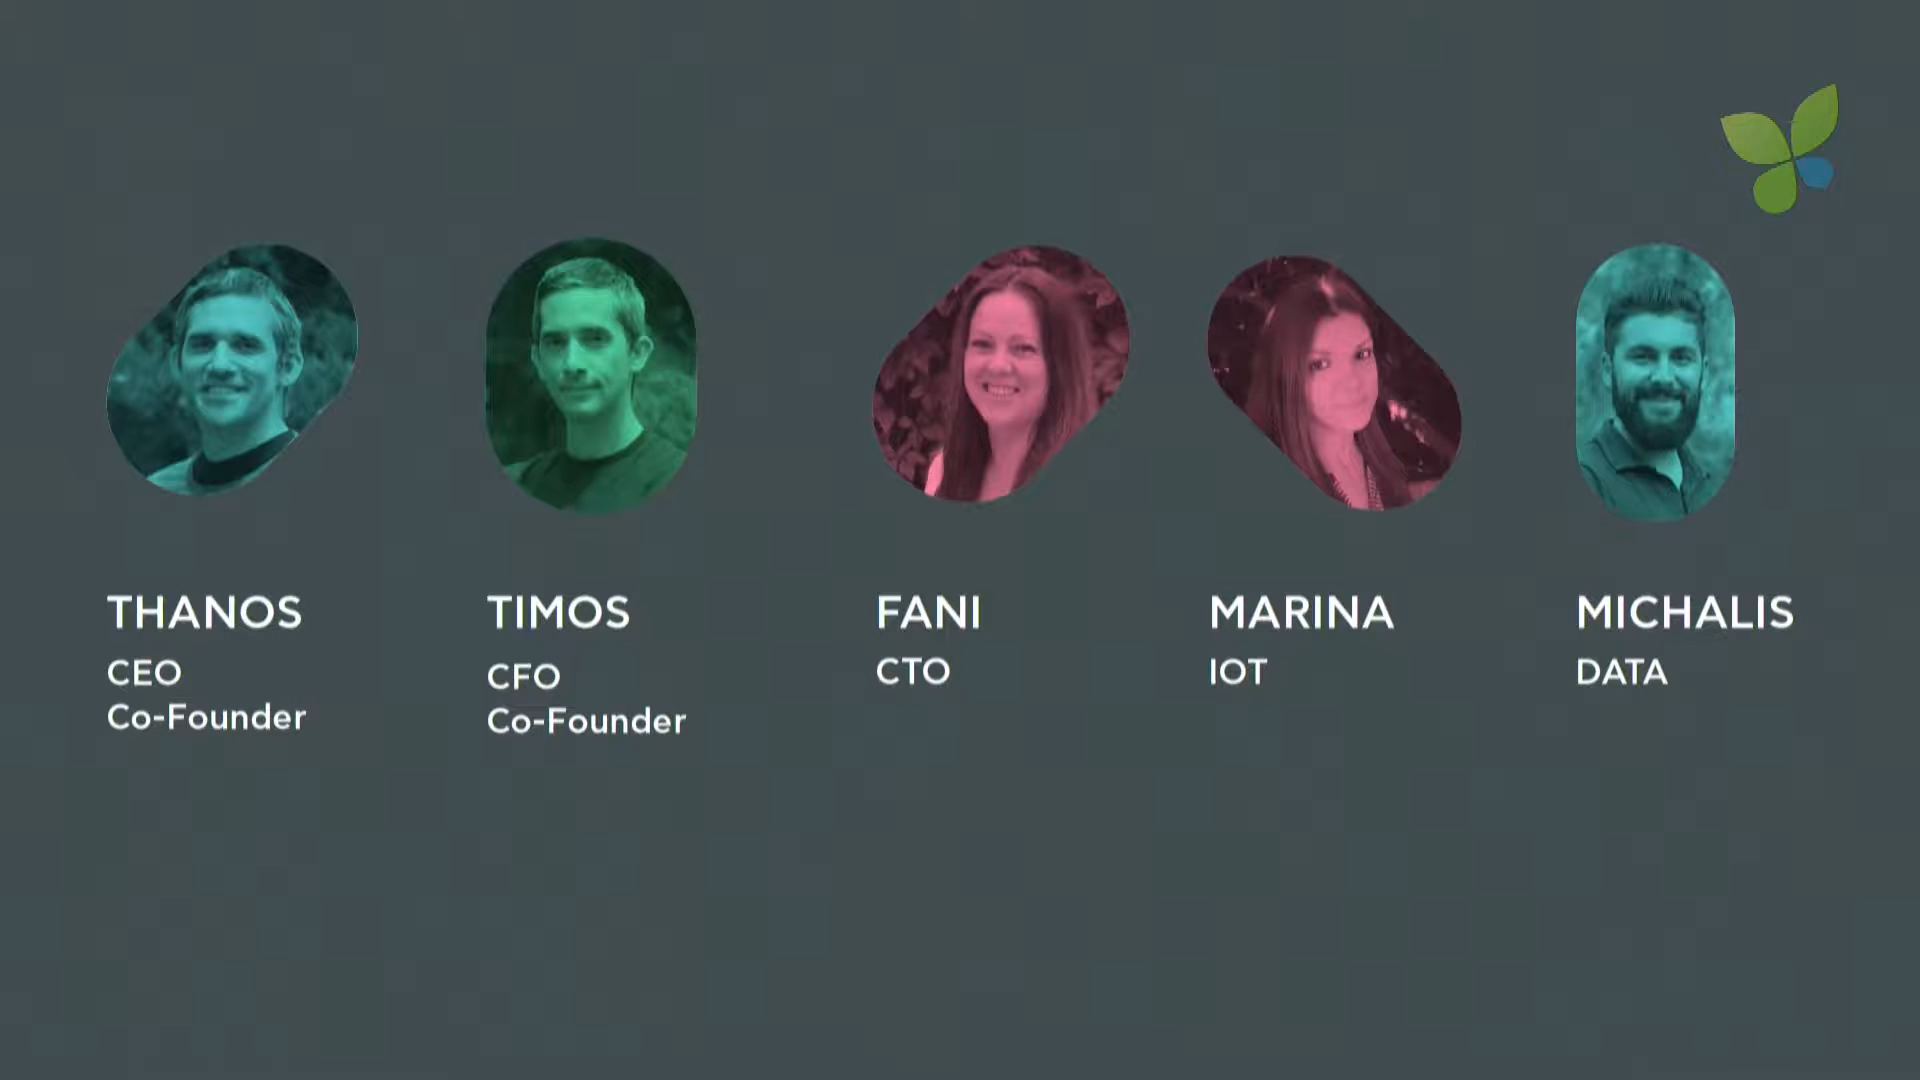 THANOS
CEO
Co-Founder
TIMOS
CFO
Co-Founder
FANI
CTO
MARINA
IOT
MICHALIS
DATA